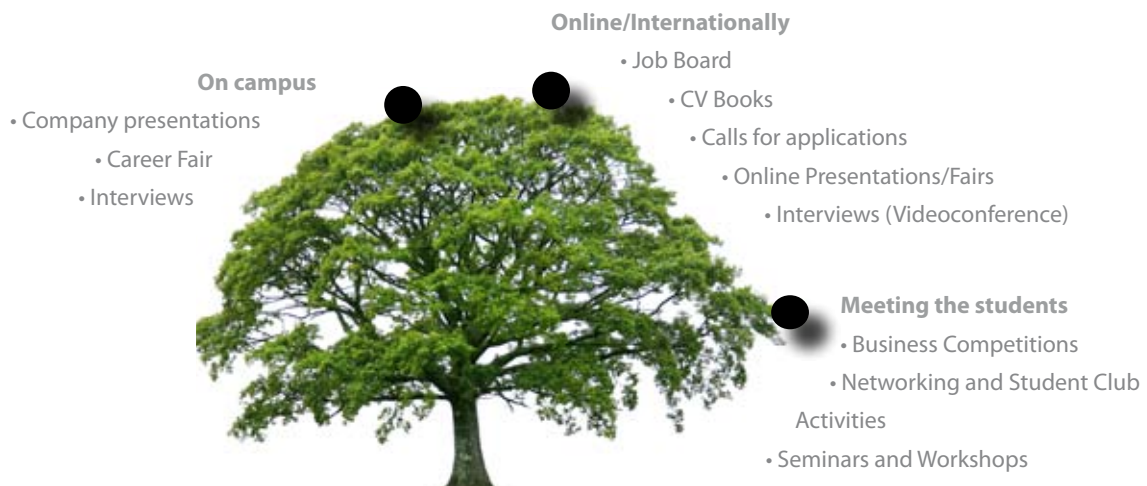 On campus
• Company presentations
• Career Fair
• Interviews
Online/Internationally
• Job Board
• CV Books
• Calls for applications
• Online Presentations/Fairs
• Interviews (Videoconference)
Meeting the students
• Business Competitions
• Networking and Student Club
Activities
• Seminars and Workshops